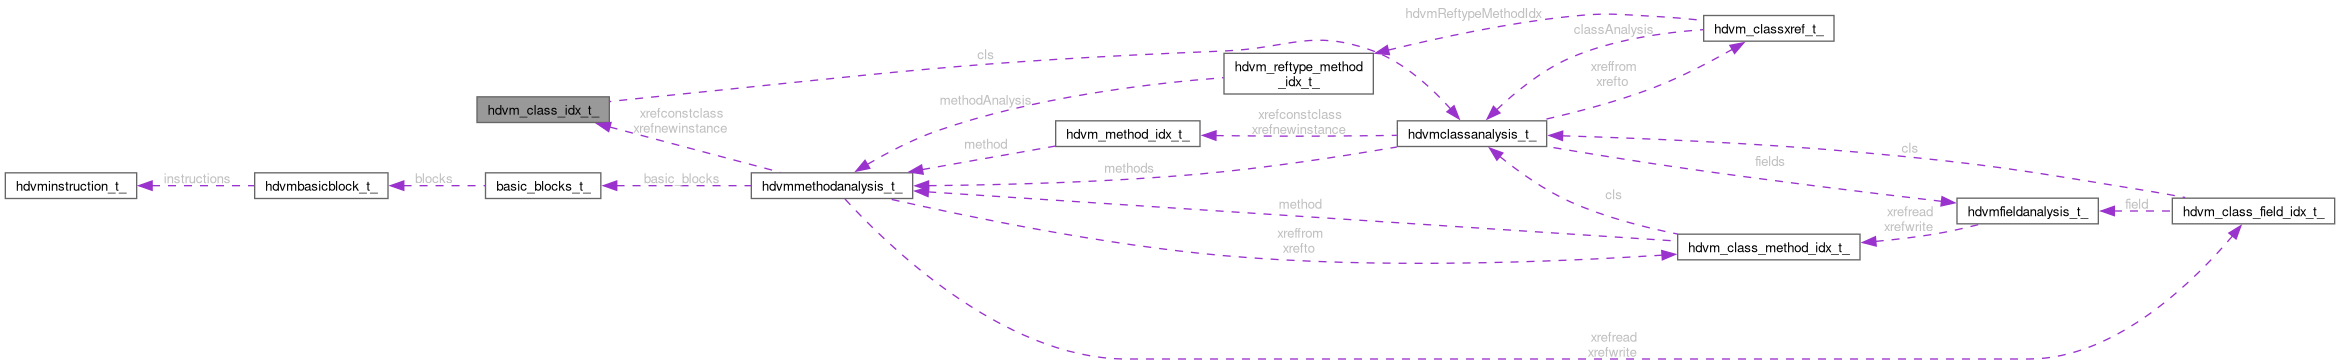 hdvmReftypeMethodIdx
hdvm_classxref_t_
classAnalysis
cls
hdvm_reftype_method
_idx_t_
xreffrom
xrefto
methodAnalysis
hdvm_class_idx_t_
xrefconstclass
xrefnewinstance
xrefconstclass
xrefnewinstance
hdvm_method_idx_t_
hdvmclassanalysis_t_
method
cls
fields
methods
hdvminstruction_t_
instructions
hdvmbasicblock_t_
blocks
basic_blocks_t_
basic_blocks
hdvmmethodanalysis_t_
cls
method
hdvmfieldanalysis_t_
field
hdvm_class_field_idx_t_
xrefread
xrefwrite
xreffrom
xrefto
hdvm_class_method_idx_t_
xrefread
xrefwrite